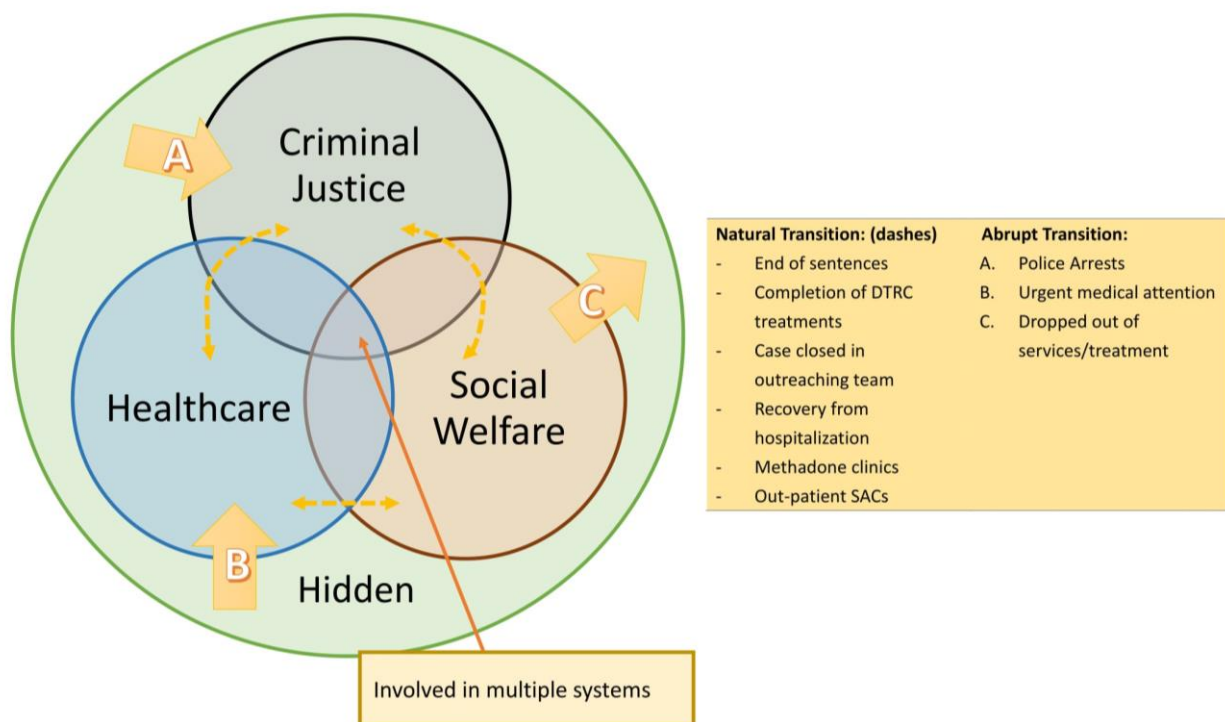 Criminal
Justice
A
C
Healthcare
Social
Welfare
B
Hidden
Involved in multiple systems
Natural Transition: (dashes)
- End of sentences
- Completion of DTRC
treatments
- Case closed in
outreaching team
- Recovery from
hospitalization
- Methadone clinics
- Out-patient SACs
Abrupt Transition:
A. Police Arrests
B. Urgent medical attention
C. Dropped out of
services/treatment